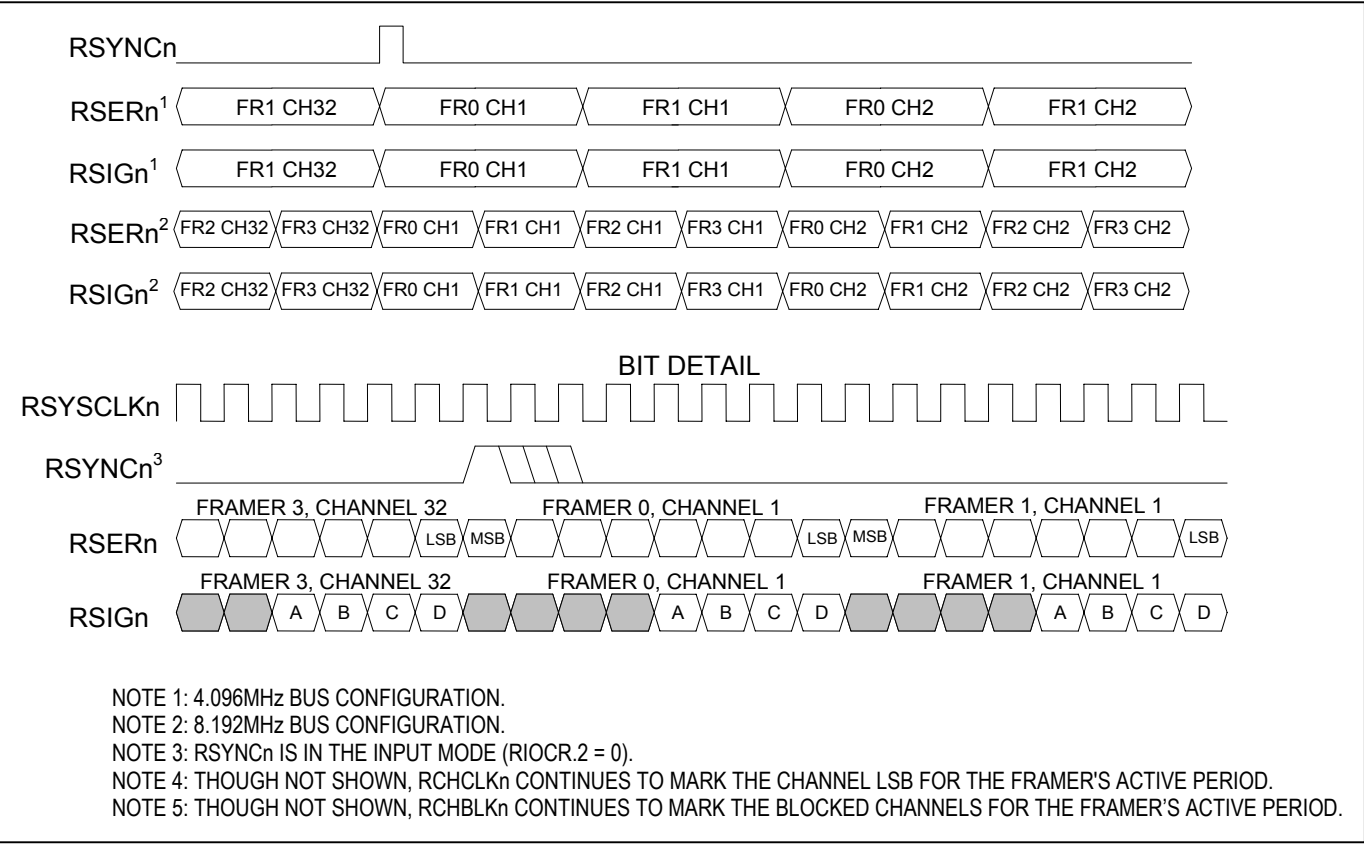 RSYNCn
RSERn1 FR1 CH32 FR0 CH1 FR1 CH1 FR0 CH2 FR1 CH2
RSIGn1 FR1 CH32 FR0 CH1 FR1 CH1 FR0 CH2 FR1 CH2
RSERn2 FR2 CH32 FR3 CH32 FR0 CH1 FR1 CH1 FR2 CH1 FR3 CH1 FR0 CH2 FR1 CH2 FR2 CH2 FR3 CH2
RSIGn2 FR2 CH32 FR3 CH32 FR0 CH1 FR1 CH1 FR2 CH1 FR3 CH1 FR0 CH2 FR1 CH2 FR2 CH2 FR3 CH2
BIT DETAIL
RSYSCLKn
RSYNCn3
FRAMER 3, CHANNEL 32 FRAMER 0, CHANNEL 1 FRAMER 1, CHANNEL 1
RSERn LSB MSB LSB MSB LSB
FRAMER 3, CHANNEL 32 FRAMER 0, CHANNEL 1 FRAMER 1, CHANNEL 1
RSIGn A B C D A B C D A B C D
NOTE 1: 4.096MHz BUS CONFIGURATION.
NOTE 2: 8.192MHz BUS CONFIGURATION.
NOTE 3: RSYNCn IS IN THE INPUT MODE (RIOCR.2 = 0).
NOTE 4: THOUGH NOT SHOWN, RCHCLKn CONTINUES TO MARK THE CHANNEL LSB FOR THE FRAMER'S ACTIVE PERIOD.
NOTE 5: THOUGH NOT SHOWN, RCHBLKn CONTINUES TO MARK THE BLOCKED CHANNELS FOR THE FRAMER’S ACTIVE PERIOD.